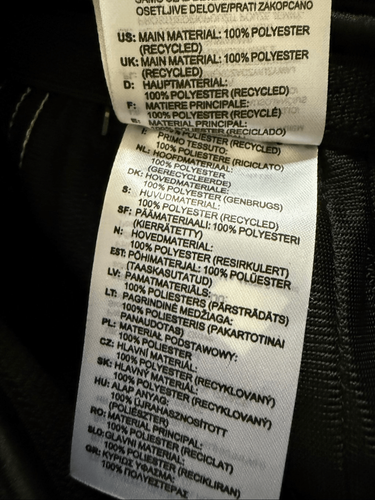 OSETLJIVE DELOVE/PRATI ZAKOPČANO
US: MAIN MATERIAL: 100% POLYESTER
(RECYCLED)
UK: MAIN MATERIAL: 100% POLYESTER
(RECYCLED)
D: HAUPTMATERIAL:
100% POLYESTER (RECYCLED)
F: MATIERE PRINCIPALE:
100% POLYESTER (RECYCLÉ)
E: MATERIAL PRINCIPAL:
100% POLIESTER (RECICLADO)
PRIMO TESSUTO:
100% POLIESTERE (RICICLATO)
NL: HOOFDMATERIAAL:
100% POLYESTER
(GERECYCLEERDE)
DK: HOVEDMATERIALE:
100% POLYESTER (GENBRUGS)
S: HUVUDMATERIAL:
100% POLYESTER (RECYCLED)
SF: PÄÄMATERIAALI: 100% POLYESTERI
(KIERRÄTETTY)
N: HOVEDMATERIAL:
100% POLYESTER (RESIRKULERT)
EST: PÕHIMATERJAL: 100% POLÜESTER
(TAASKASUTATUD)
LV: PAMATMATERIĀLS:
100% POLIESTERS (PĀRSTRĀDĀTS)
LT: PAGRINDINĖ MEDŽIAGA:
100% POLIESTERIS (PAKARTOTINAI
PANAUDOTAS)
PL: MATERIAŁ PODSTAWOWY:
100% POLIESTER
CZ: HLAVNÍ MATERIÁL:
100% POLYESTER (RECYKLOVANÝ)
SK: HLAVNÝ MATERIÁL:
100% POLYESTER (RECYKLOVANÝ)
HU: ALAP ANYAG:
100% ÚJRAHASZNOSÍTOTT
(POLIÉSZTER)
RO: MATERIAL PRINCIPAL:
100% POLIESTER (RECICLAT)
SLO: GLAVNI MATERIAL:
100% POLIESTER (RECIKLIRAN)
GR: ΚΥΡΙΟ ΥΦΑΣΜΑ:
100% ΠΟΛΥΕΣΤΕΡΑΣ